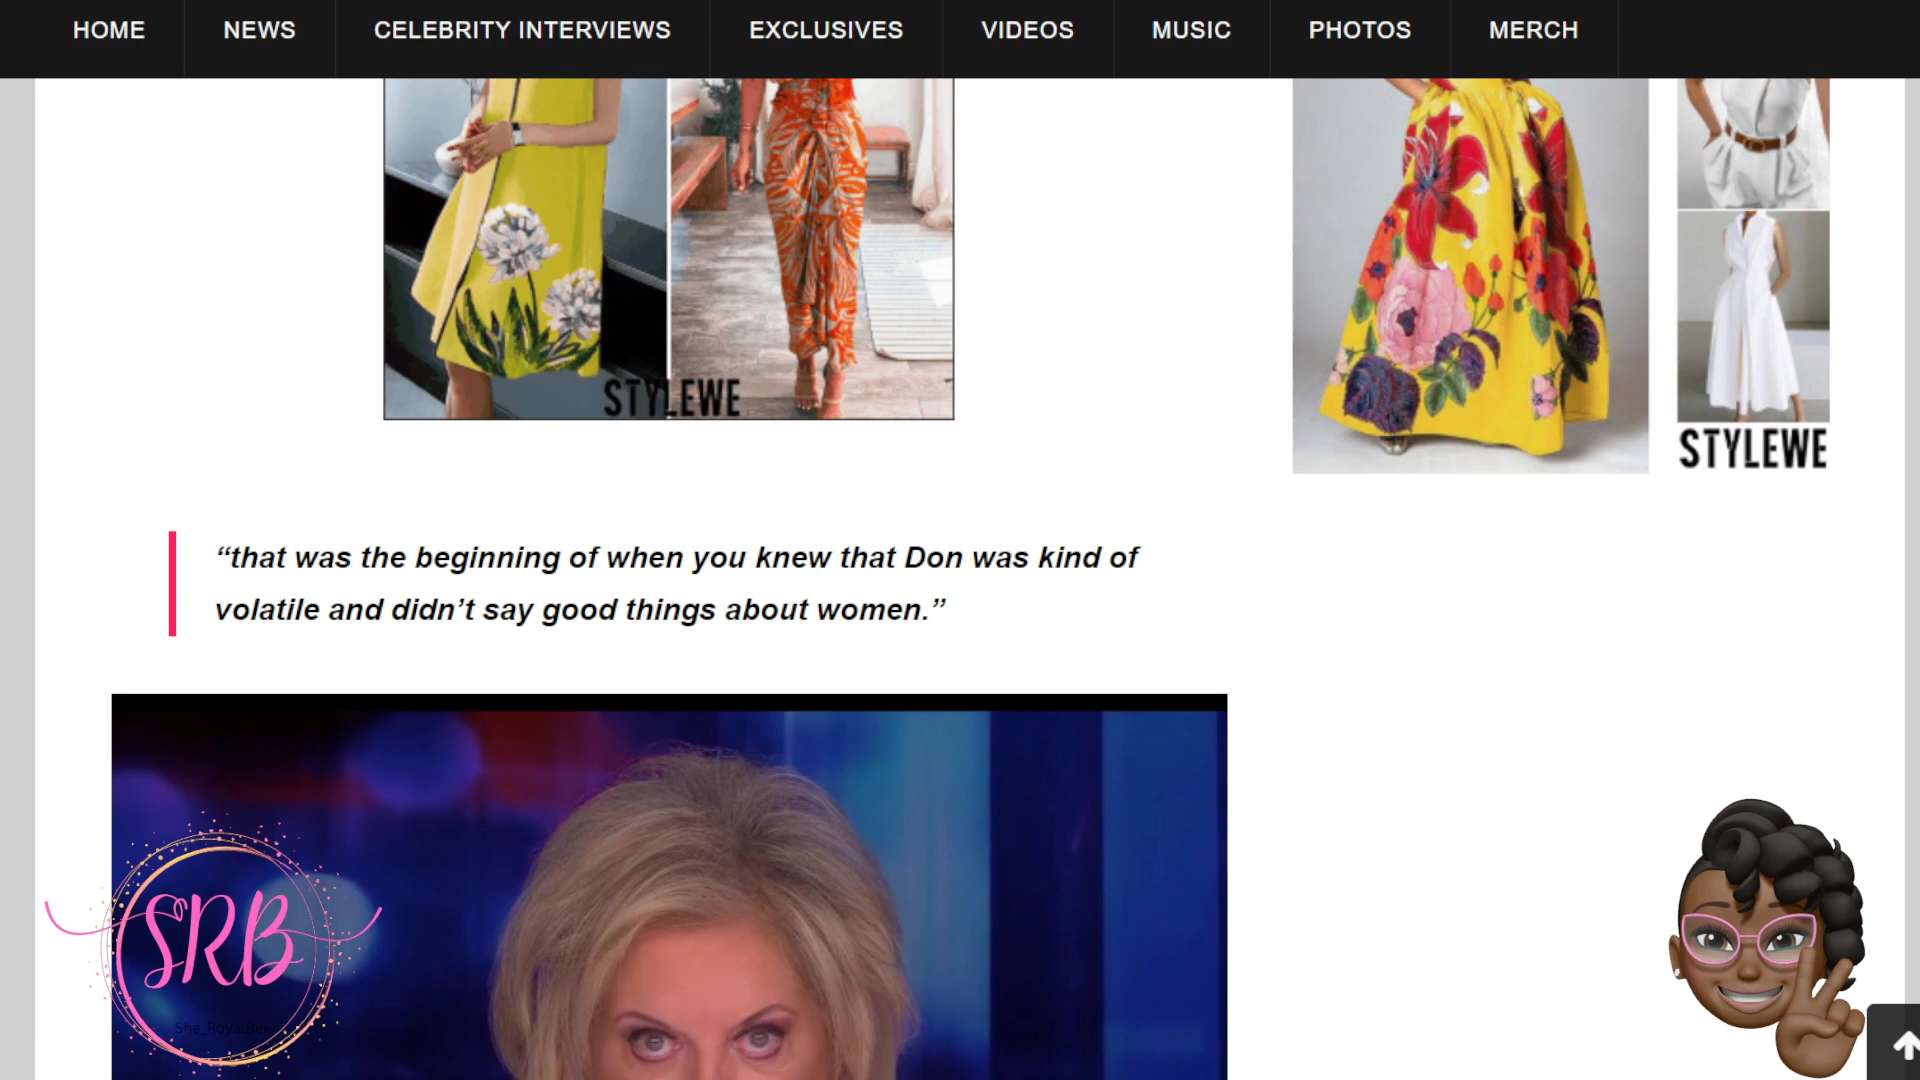 HOME NEWS CELEBRITY INTERVIEWS EXCLUSIVES VIDEOS MUSIC PHOTOS MERCH
STYLEWE
STYLEWE
“that was the beginning of when you knew that Don was kind of
volatile and didn’t say good things about women.”
SRB
She_RoyalBee